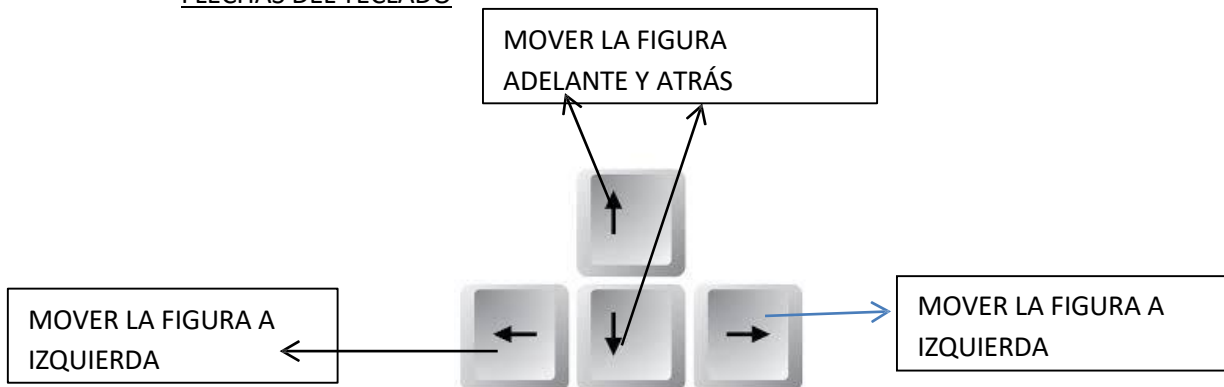 FLECHAS DEL TECLADO
MOVER LA FIGURA
ADELANTE Y ATRÁS
MOVER LA FIGURA A
IZQUIERDA
MOVER LA FIGURA A
IZQUIERDA